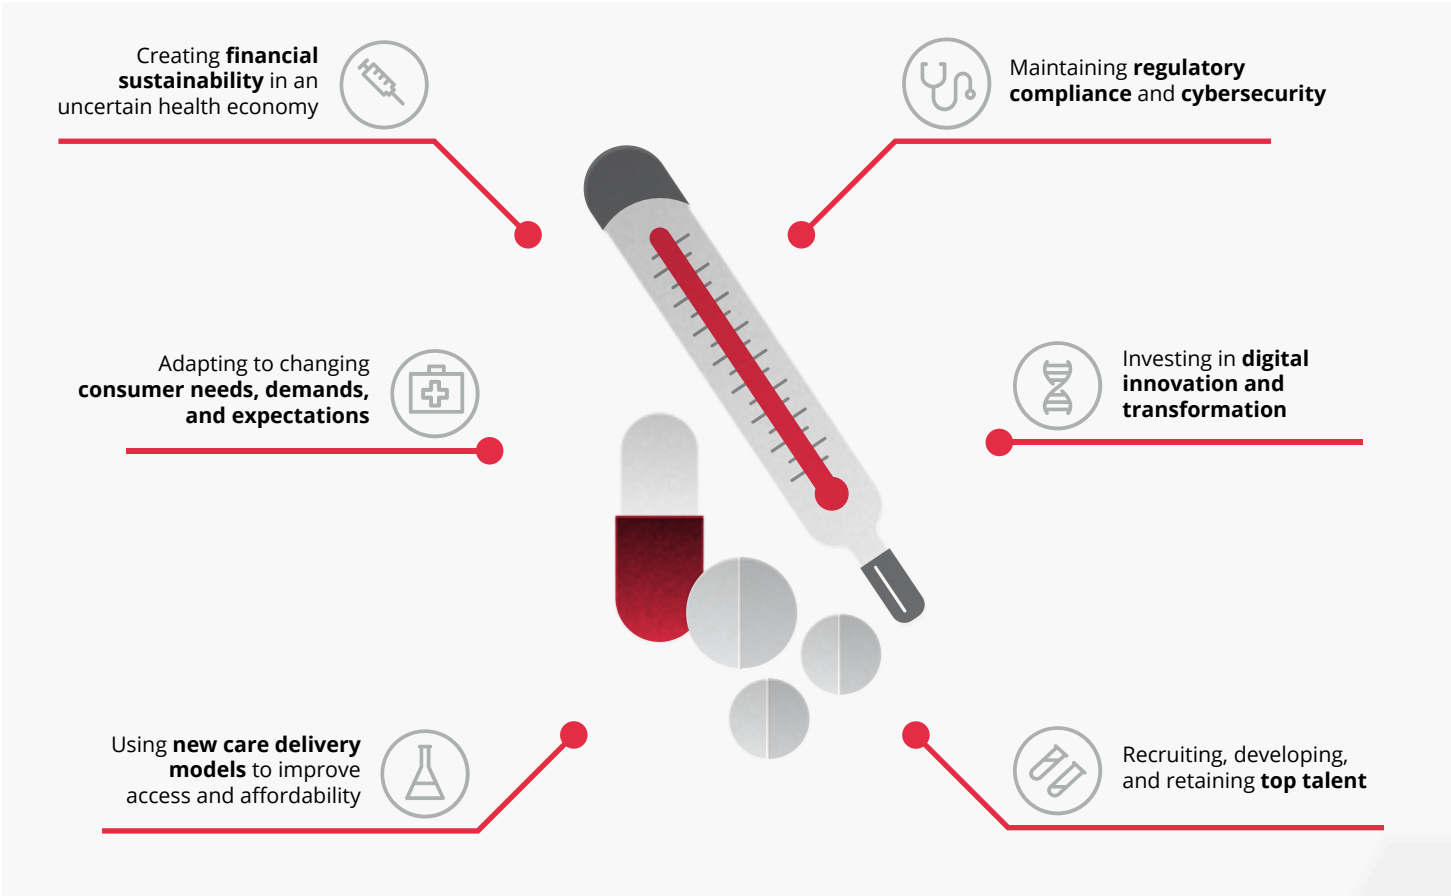 Creating financial
sustainability in an
uncertain health economy
Maintaining regulatory
compliance and cybersecurity
Adapting to changing
consumer needs, demands,
and expectations
Investing in digital
innovation and
transformation
Using new care delivery
models to improve
access and affordability
Recruiting, developing,
and retaining top talent